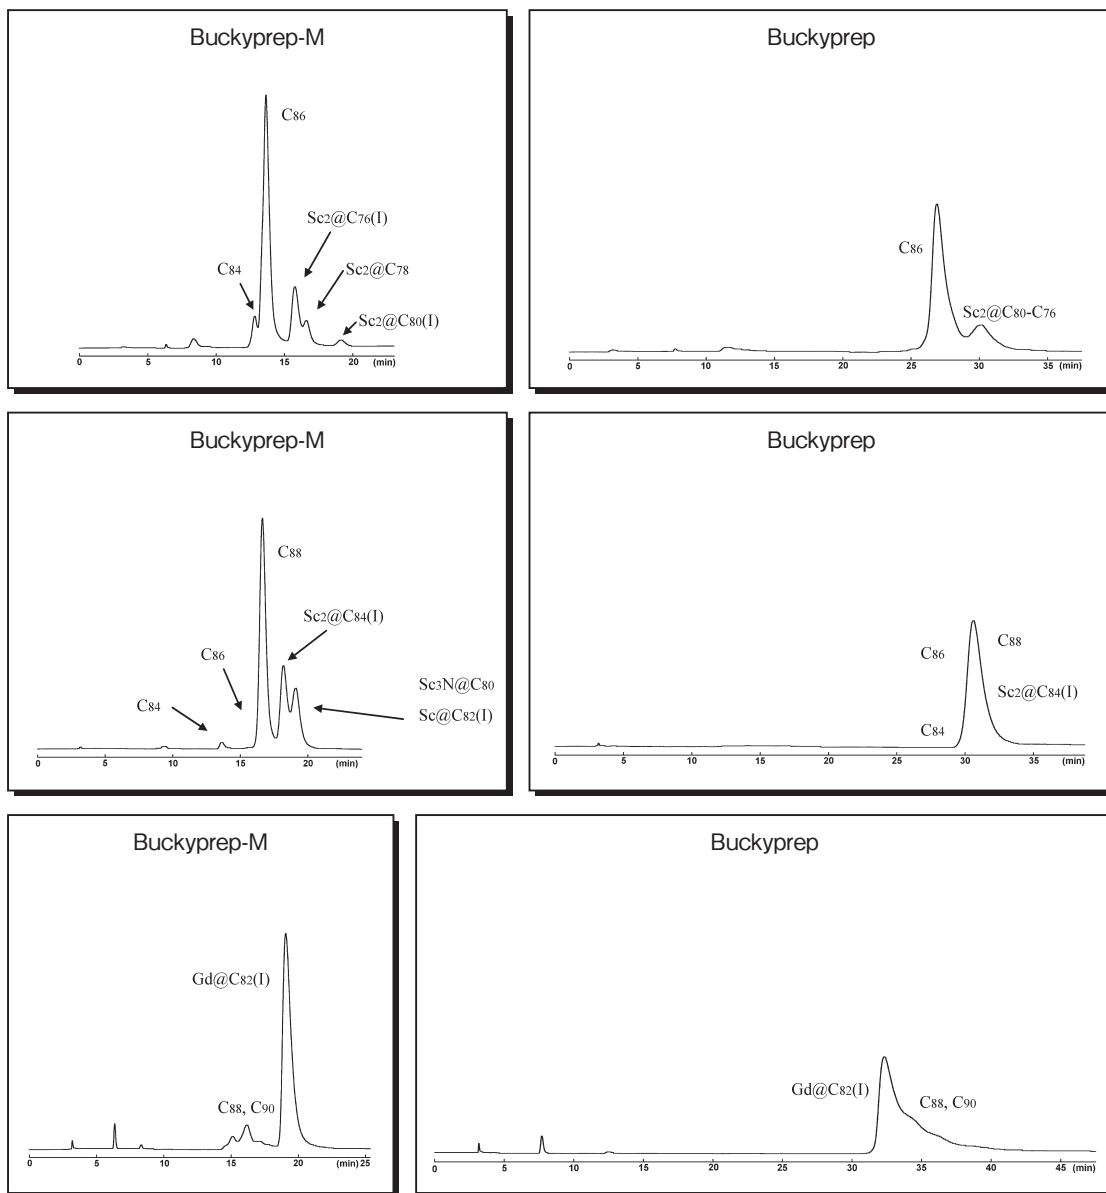 Buckyprep-M
C86
Sc2@C76(I)
C84
Sc2@C78
Sc2@C80(I)
0 5 10 15 20 (min)
Buckyprep
C86
Sc2@C80-C76
0 5 10 15 20 25 30 35 (min)
Buckyprep-M
C88
Sc2@C84(I)
C86
Sc3N@C80
C84
Sc@C82(I)
0 5 10 15 20 (min)
Buckyprep
C86 C88
Sc2@C84(I)
C84
0 5 10 15 20 25 30 35 (min)
Buckyprep-M
Gd@C82(I)
C88, C90
0 5 10 15 20 (min) 25
Buckyprep
Gd@C82(I)
C88, C90
0 5 10 15 20 25 30 35 40 45 (min)